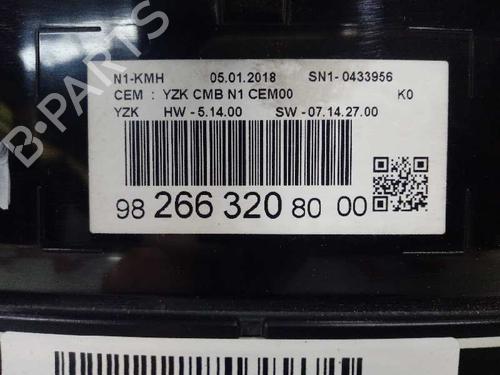 N1-KMH 05.01.2018 SN1- 0433956
CEM : YZK CMB N1 CEM00 K0
YZK HW - 5.14.00 SW - 07.14.27.00
98 266 320 80 00
B-PARTS